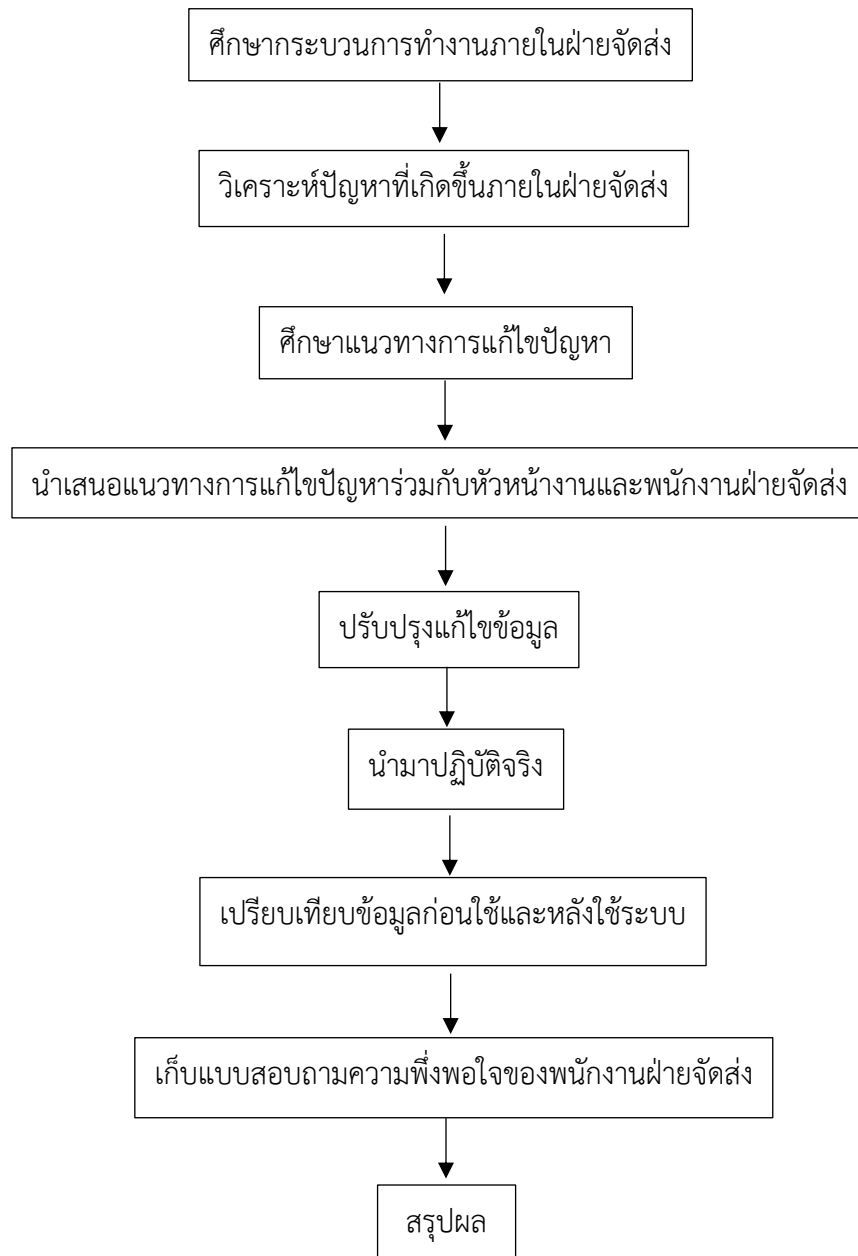 ศึกษากระบวนการทำงานภายในฝ่ายจัดส่ง
วิเคราะห์ปัญหาที่เกิดขึ้นภายในฝ่ายจัดส่ง
ศึกษาแนวทางการแก้ไขปัญหา
นำเสนอแนวทางการแก้ไขปัญหาร่วมกับหัวหน้างานและพนักงานฝ่ายจัดส่ง
ปรับปรุงแก้ไขข้อมูล
นำมาปฏิบัติจริง
เปรียบเทียบข้อมูลก่อนใช้และหลังใช้ระบบ
เก็บแบบสอบถามความพึ่งพอใจของพนักงานฝ่ายจัดส่ง
สรุปผล